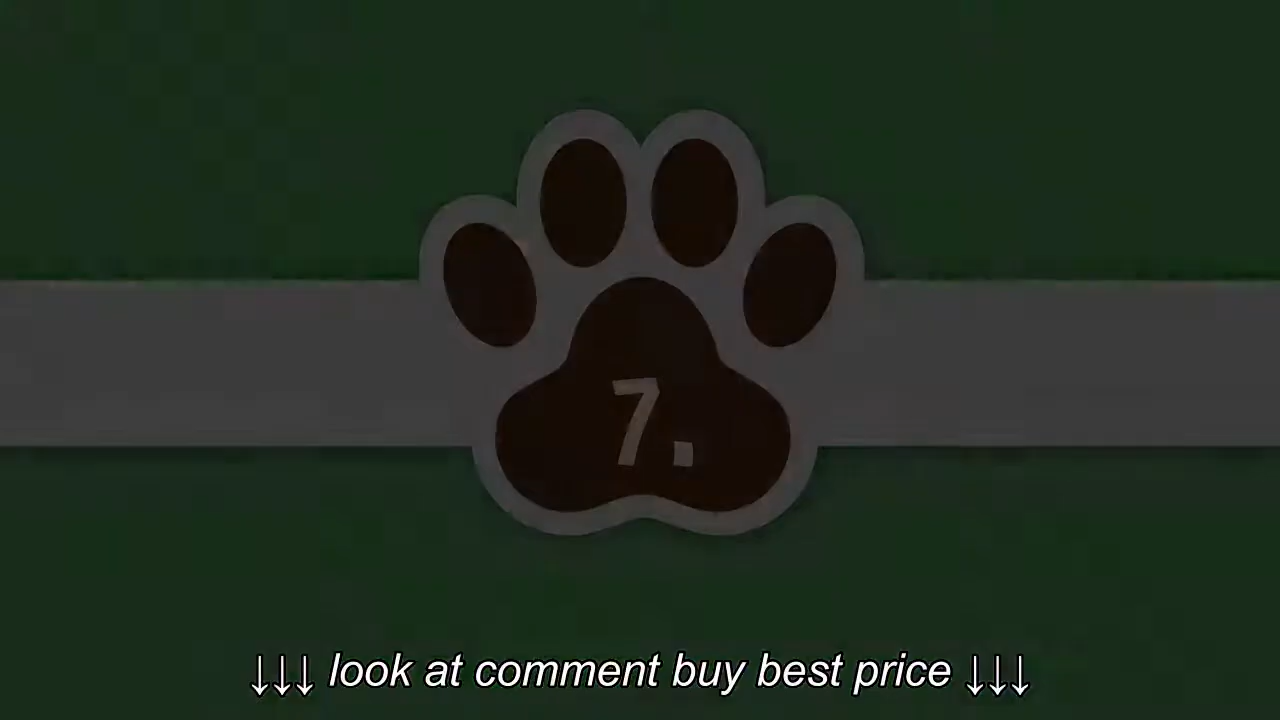 7.
↓↓↓ look at comment buy best price ↓↓↓